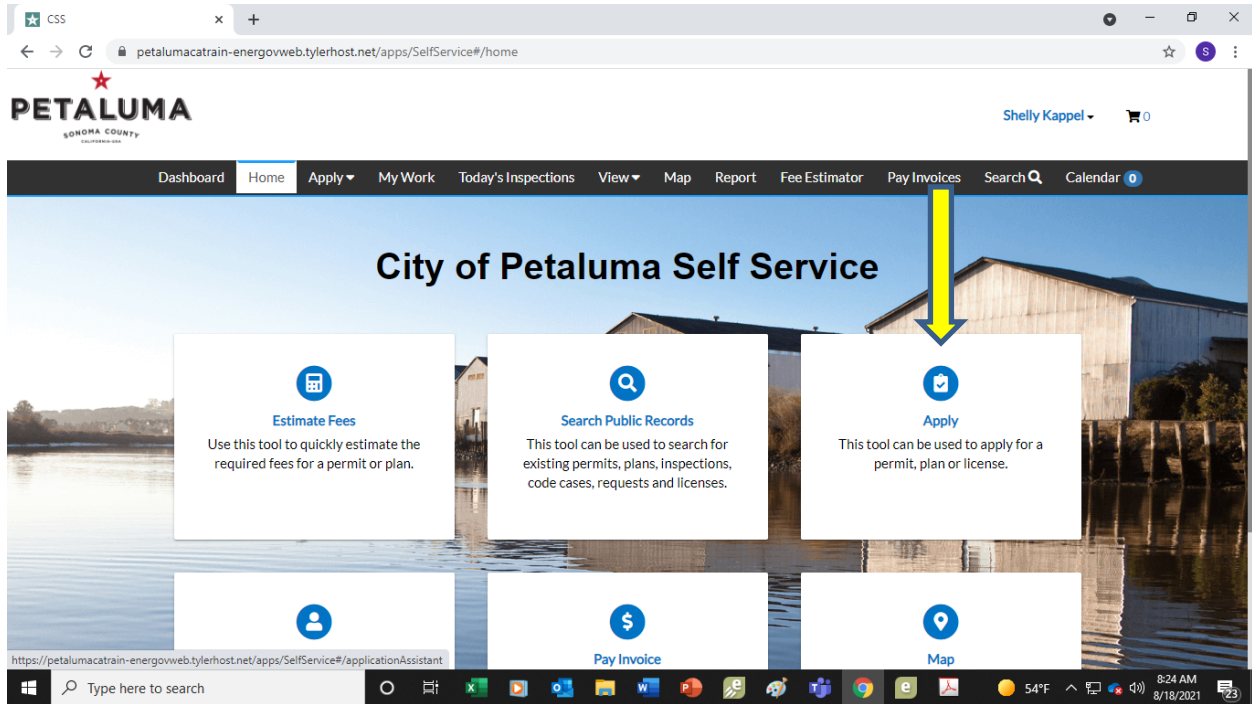 CSS
petalumacatrain-energovweb.tylerhost.net/apps/SelfService#/home
S
PETALUMA
SONOMA COUNTY
CALIFORNIA-USA
Shelly Kappel
0
Dashboard Home Apply My Work Today's Inspections View Map Report Fee Estimator Pay Invoices Search Calendar 0
City of Petaluma Self Service
Estimate Fees
Use this tool to quickly estimate the
required fees for a permit or plan.
Search Public Records
This tool can be used to search for
existing permits, plans, inspections,
code cases, requests and licenses.
Apply
This tool can be used to apply for a
permit, plan or license.
Pay Invoice
Map
https://petalumacatrain-energovweb.tylerhost.net/apps/SelfService#/applicationAssistant
Type here to search
54°F
8:24 AM
8/18/2021
23